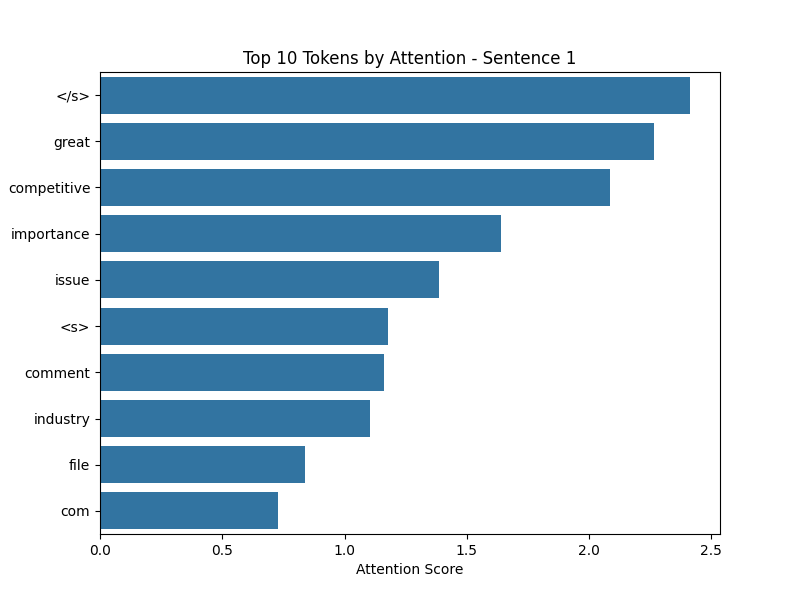 Top 10 Tokens by Attention - Sentence 1
</s>
great
competitive
importance
issue
<s>
comment
industry
file
com
0.0 0.5 1.0 1.5 2.0 2.5
Attention Score